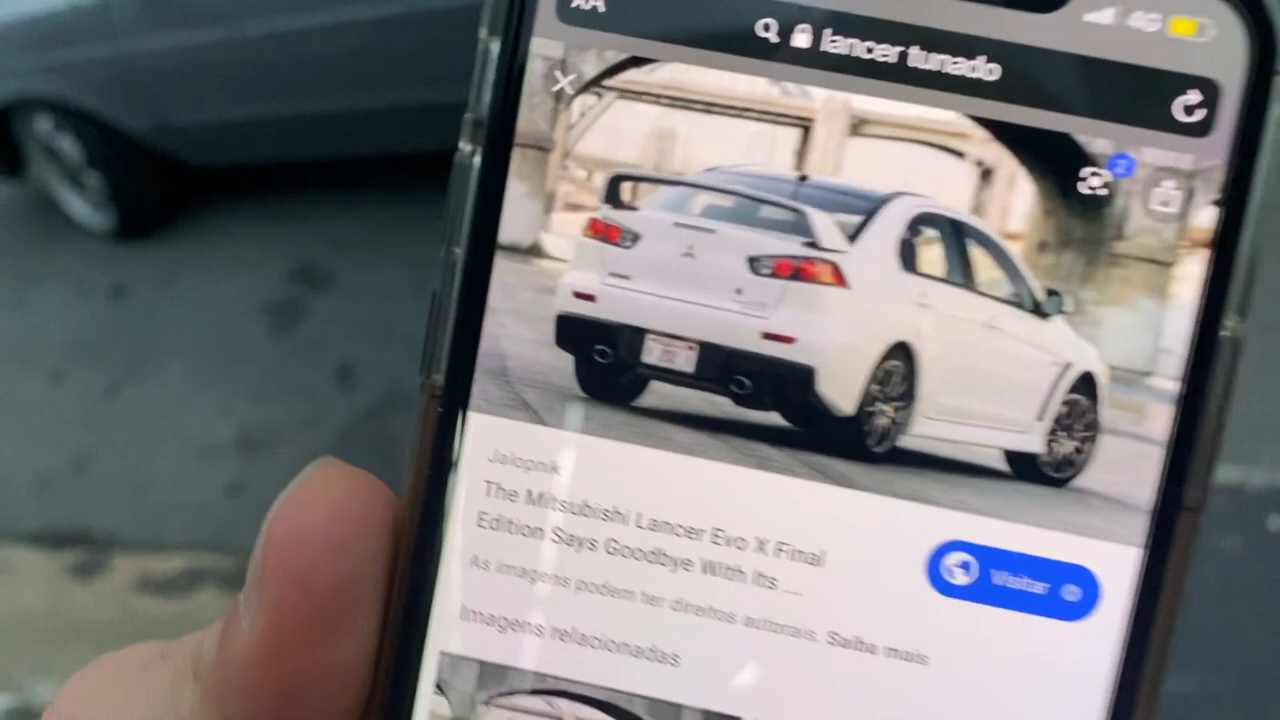 AA
4G
lancer tunado
2
Jalopnik
The Mitsubishi Lancer Evo X Final
Edition Says Goodbye With Its ...
Visitar
As imagens podem ter direitos autorais. Saiba mais
Imagens relacionadas